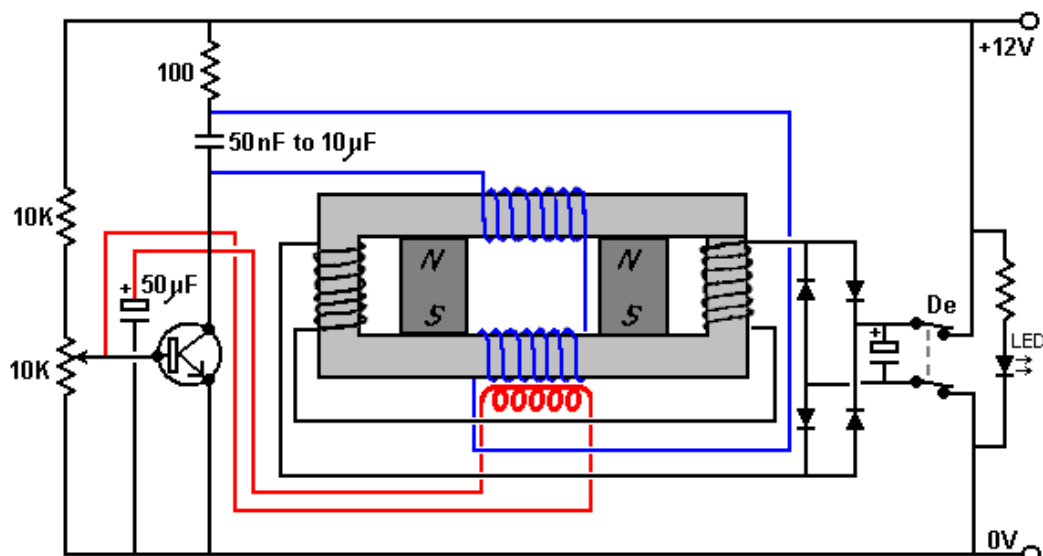 +12V
100
50nF to 10µF
10K
N
N
+
50µF
S
S
De
+
LED
10K
0V